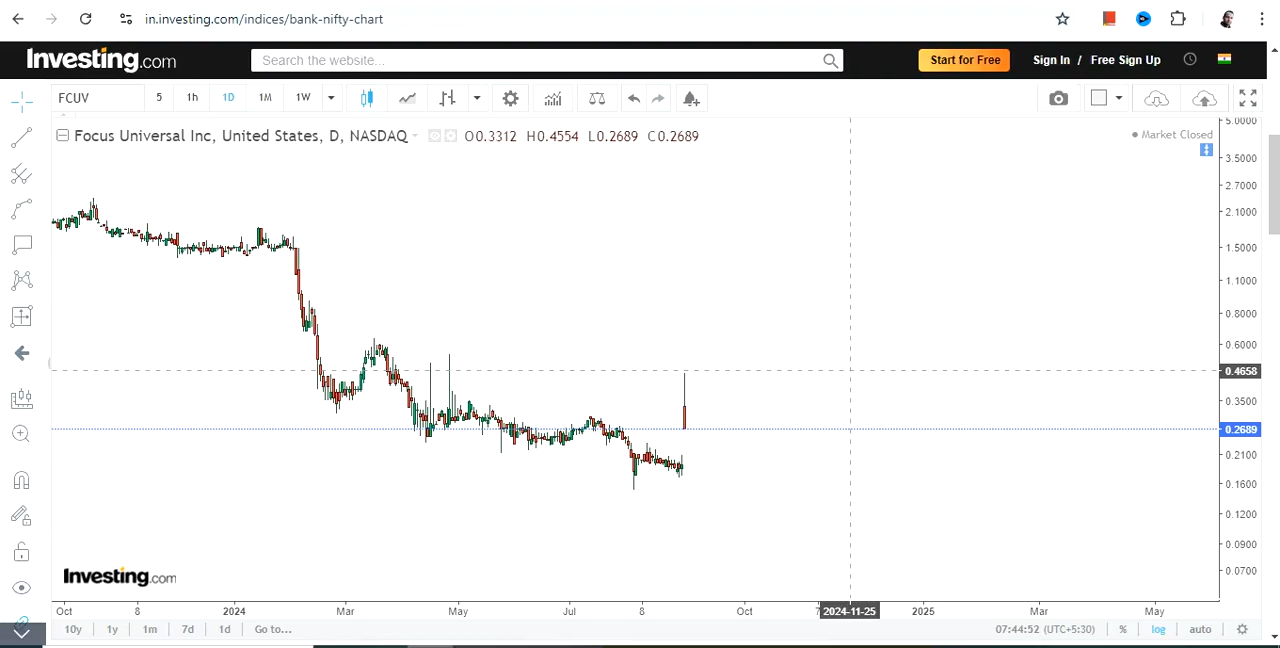 in.investing.com/indices/bank-nifty-chart
Investing.com
Search the website...
Start for Free
Sign In / Free Sign Up
FCUV 5 1h 1D 1M 1W
Focus Universal Inc, United States, D, NASDAQ O0.3312 H0.4554 L0.2689 C0.2689
Market Closed
5.0000
3.5000
2.7000
2.1000
1.5000
1.1000
0.8000
0.6000
0.4658
0.3500
0.2689
0.2100
0.1600
0.1200
0.0900
0.0700
Investing.com
Oct 8 2024 Mar May Jul 8 Oct 7 2024-11-25 2025 Mar May
10y 1y 1m 7d 1d Go to... 07:44:52 (UTC+5:30) % log auto